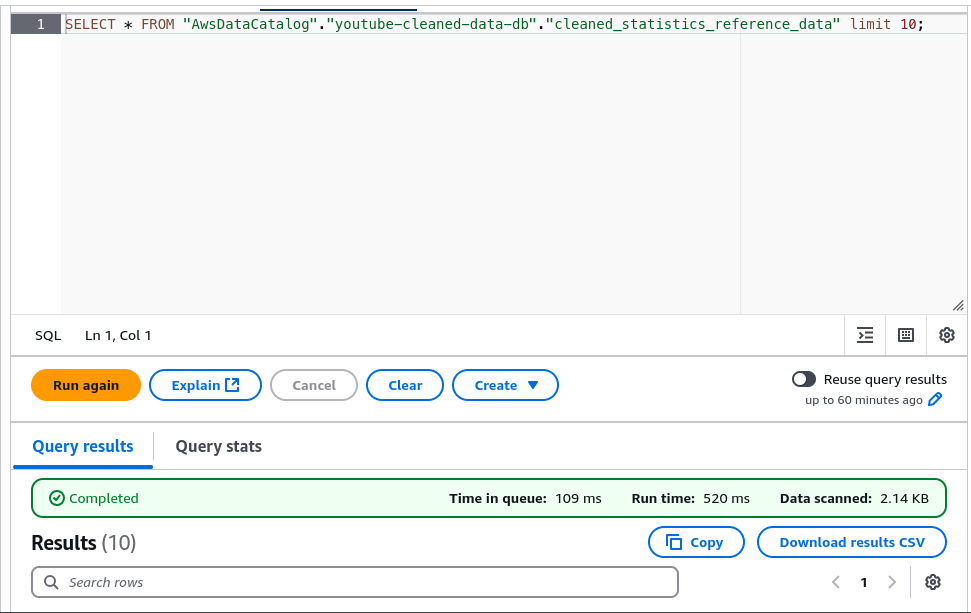 1 SELECT * FROM "AwsDataCatalog"."youtube-cleaned-data-db"."cleaned_statistics_reference_data" limit 10;
SQL Ln 1, Col 1
Run again Explain Cancel Clear Create Reuse query results
up to 60 minutes ago
Query results Query stats
Completed Time in queue: 109 ms Run time: 520 ms Data scanned: 2.14 KB
Results (10) Copy Download results CSV
Search rows 1